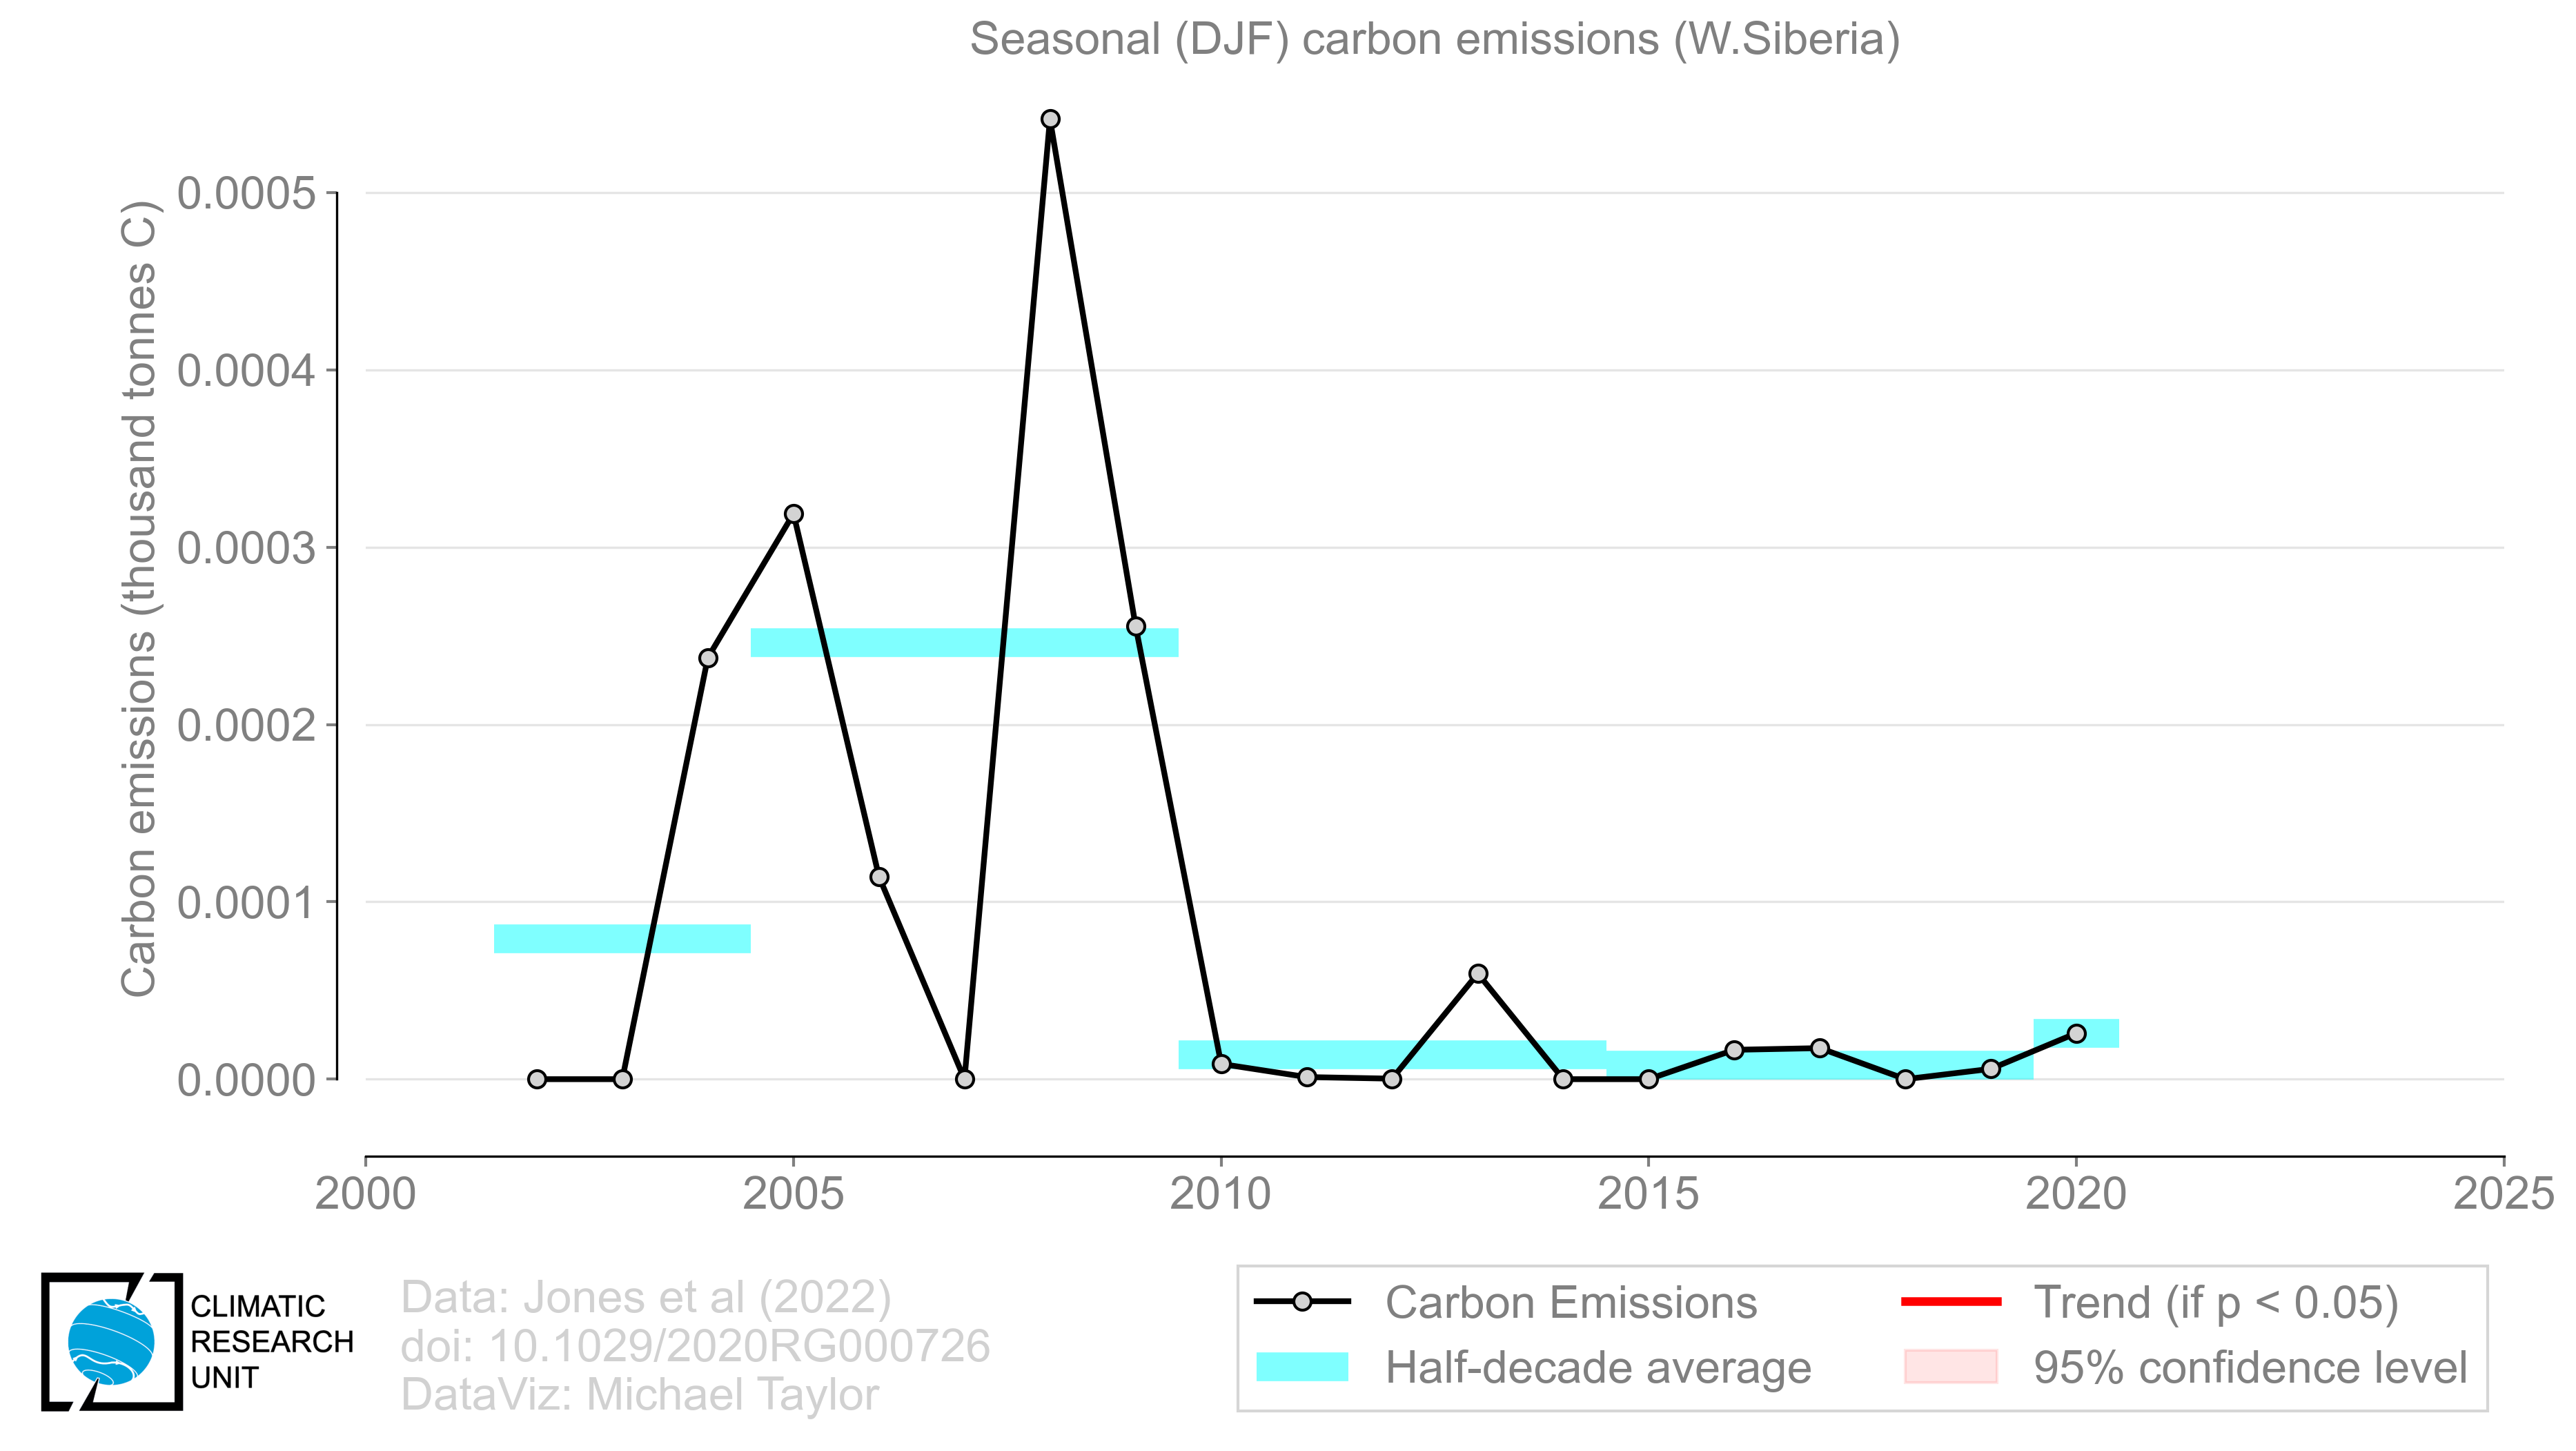 Seasonal (DJF) carbon emissions (W.Siberia)
Carbon emissions (thousand tonnes C)
0.0005
0.0004
0.0003
0.0002
0.0001
0.0000
2000 2005 2010 2015 2020 2025
CLIMATIC
RESEARCH
UNIT
Data: Jones et al (2022)
doi: 10.1029/2020RG000726
DataViz: Michael Taylor
Carbon Emissions
Half-decade average
Trend (if p < 0.05)
95% confidence level